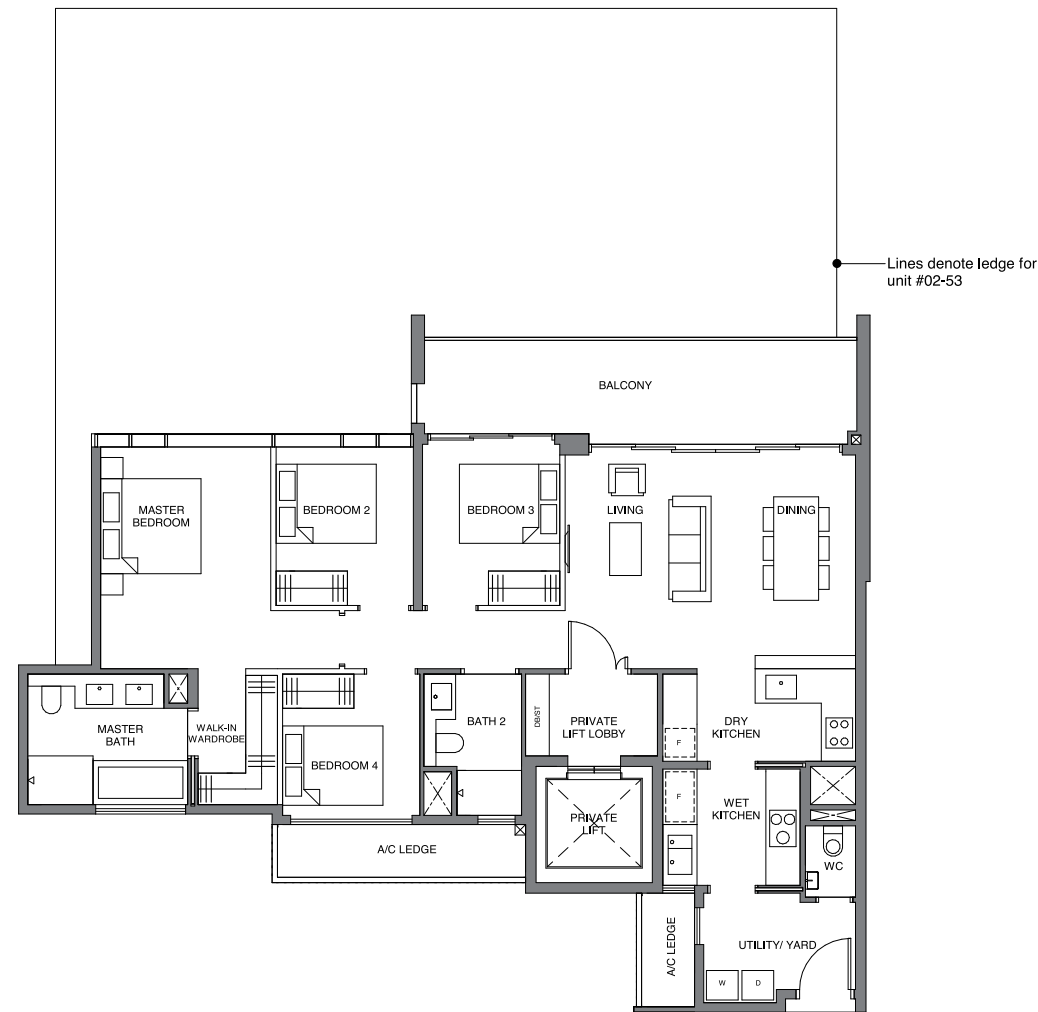 Lines denote ledge for
unit #02-53
BALCONY
MASTER
BEDROOM
BEDROOM 2
BEDROOM 3
LIVING
DINING
MASTER
BATH
WALK-IN
WARDROBE
BEDROOM 4
BATH 2
DB/ST
PRIVATE
LIFT LOBBY
F
DRY
KITCHEN
PRIVATE
LIFT
F
WET
KITCHEN
A/C LEDGE
WC
A/C LEDGE
UTILITY/ YARD
W
D